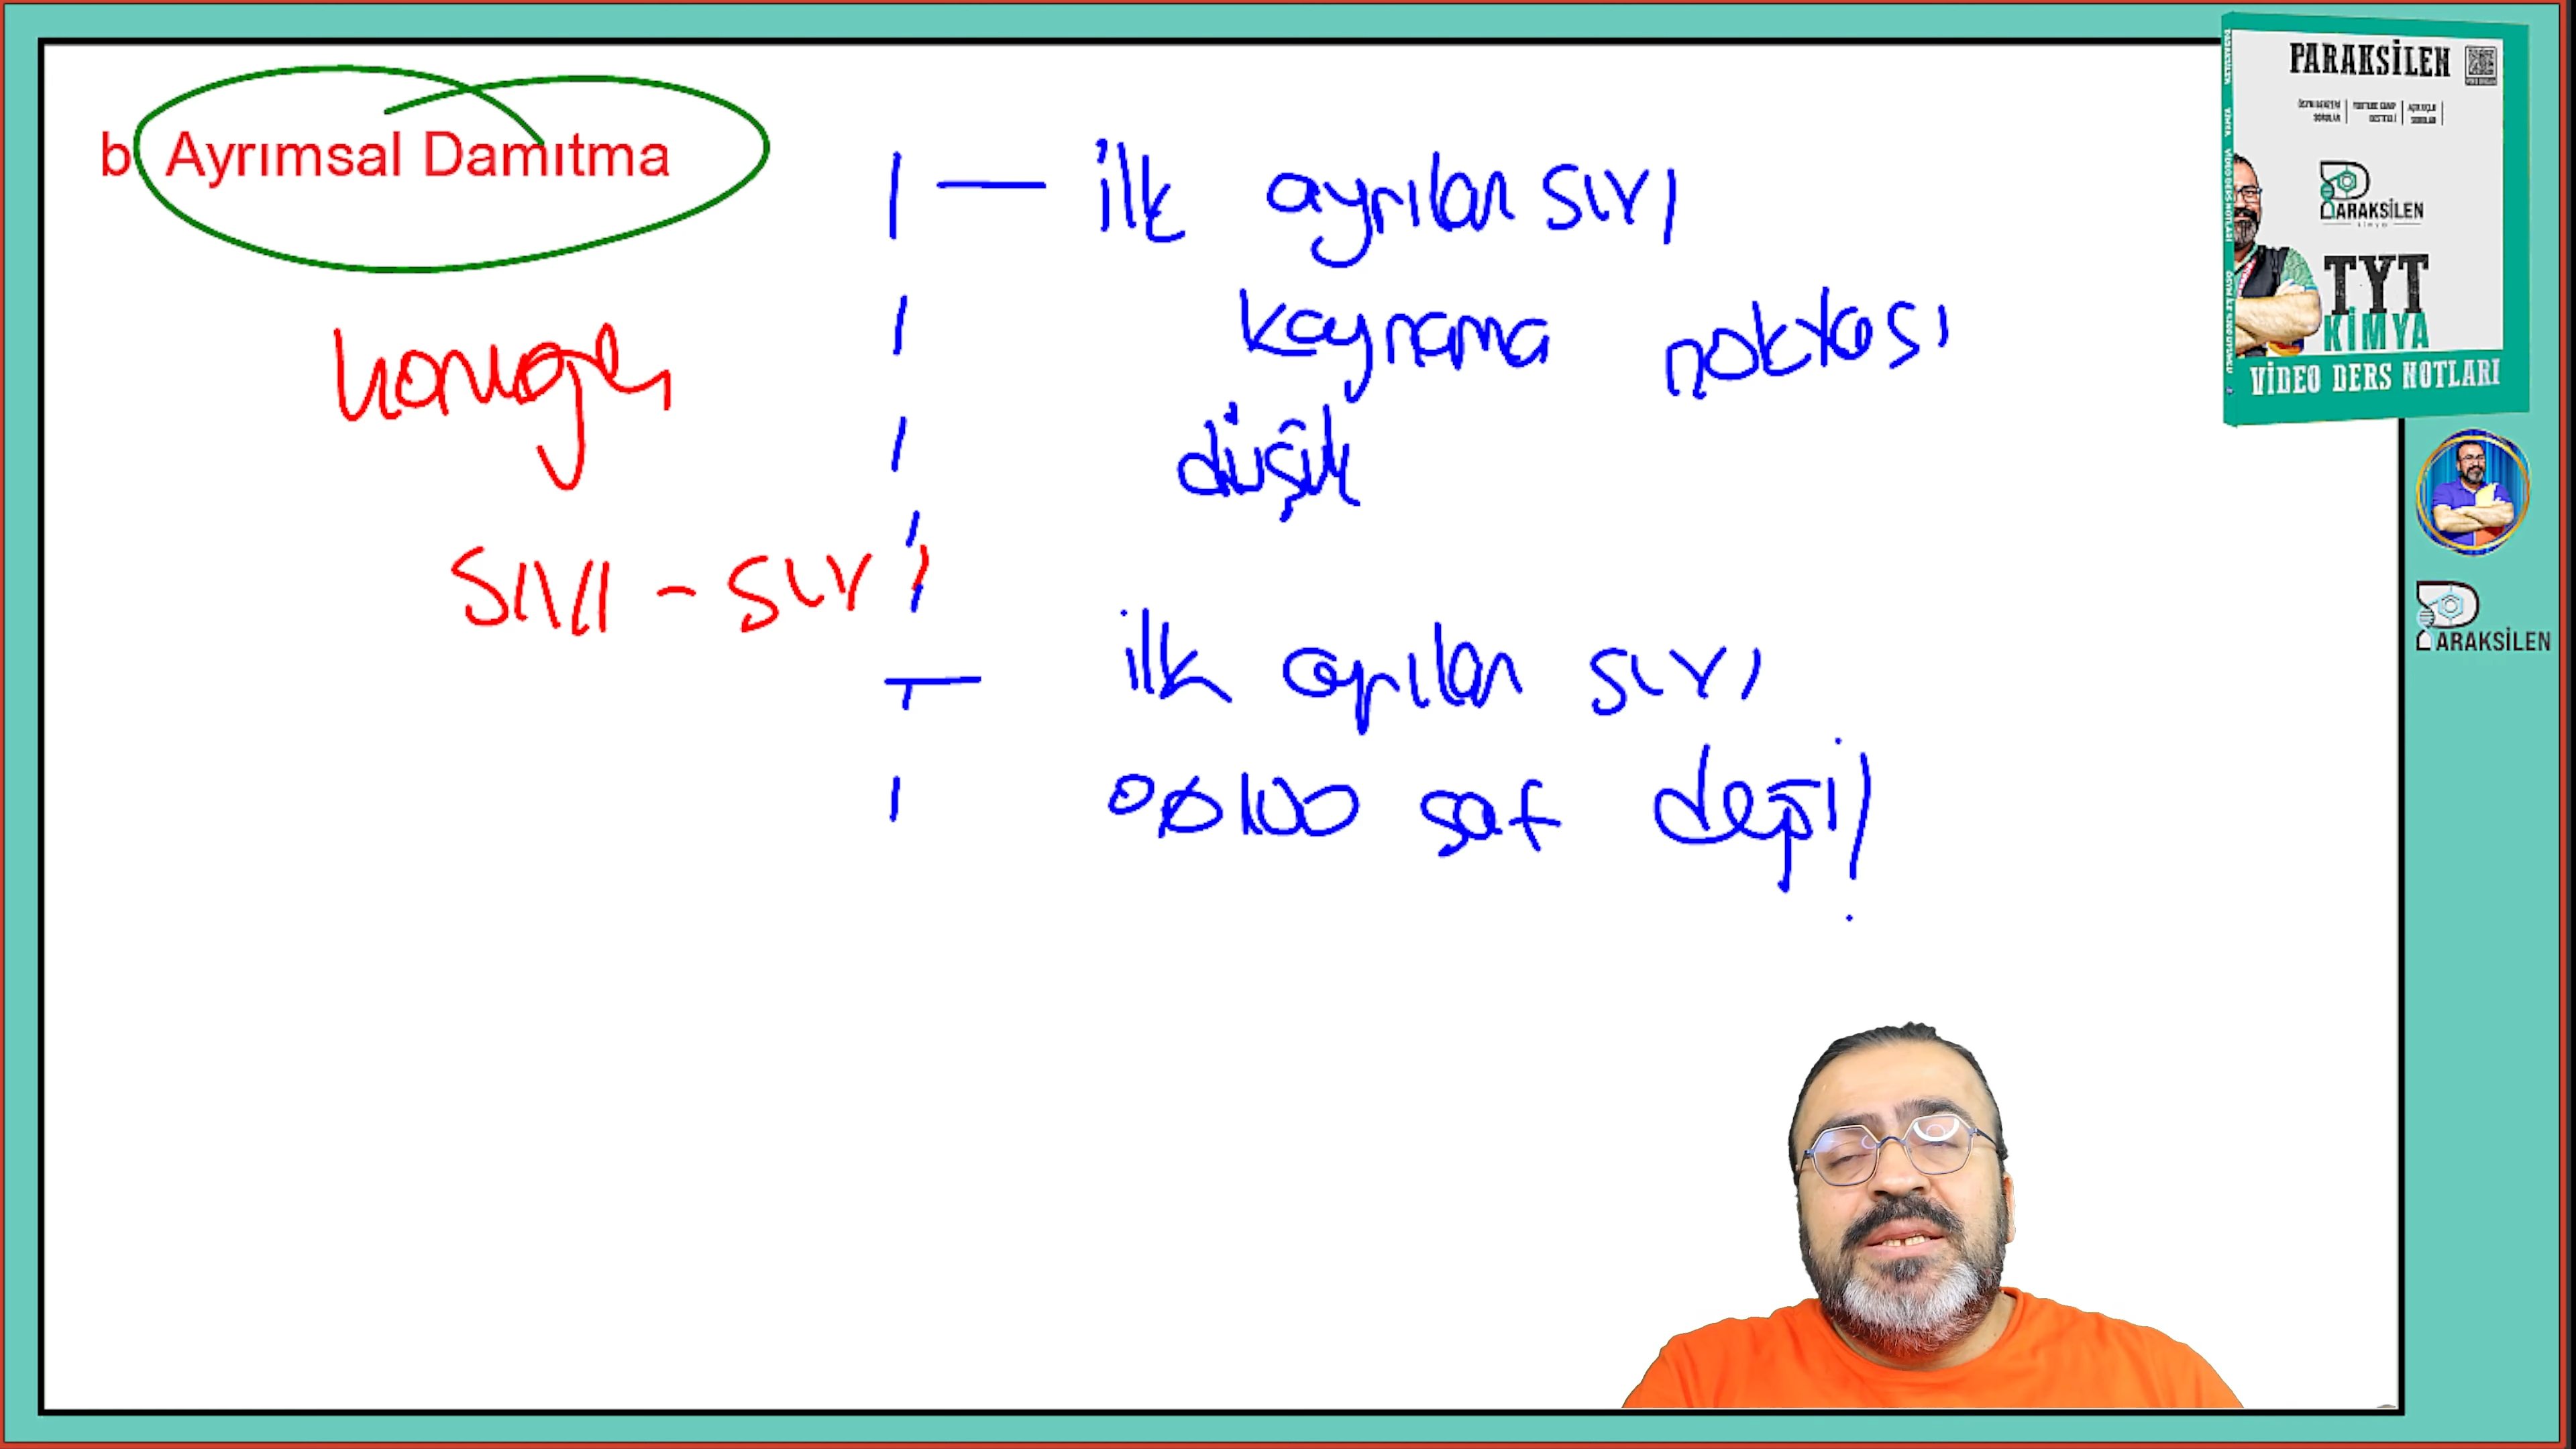 b) Ayrımsal Damıtma
homojen
sıvı - sıvı
ilk ayrılan sıvı
kaynama noktası
düşük
ilk ayrılan sıvı
%100 saf değil
!
PARAKSİLEN
PARAKSİLEN
TYT
KİMYA
VİDEO DERS NOTLARI
PARAKSİLEN